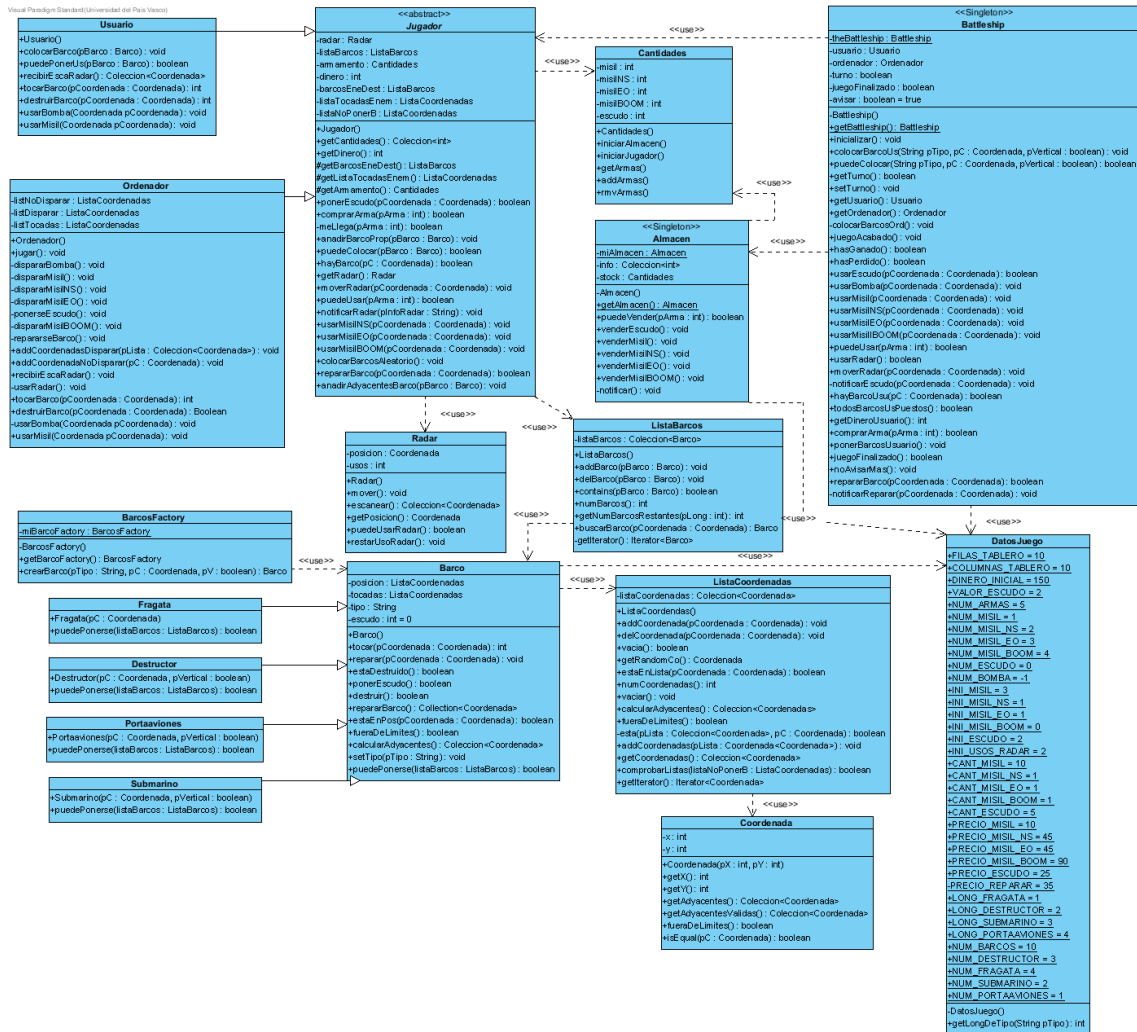 Visual Paradigm Standard(Universidad del Pais Vasco)
Usuario
+Usuario()
+colocarBarco(pBarco : Barco) : void
+puedePonerUs(pBarco : Barco) : boolean
+recibirEscaRadar() : Coleccion<Coordenada>
+tocarBarco(pCoordenada : Coordenada) : int
+destruirBarco(pCoordenada : Coordenada) : int
+usarBomba(Coordenada pCoordenada) : void
+usarMisil(Coordenada pCoordenada) : void
Ordenador
-listNoDisparar : ListaCoordenadas
-listDisparar : ListaCoordenadas
-listTocadas : ListaCoordenadas
+Ordenador()
+jugar() : void
-dispararBomba() : void
-dispararMisil() : void
-dispararMisilNS() : void
-dispararMisilEO() : void
-ponerseEscudo() : void
-dispararMisilBOOM() : void
-repararseBarco() : void
+addCoordenadasDisparar(pLista : Coleccion<Coordenada>) : void
+addCoordenadaNoDisparar(pC : Coordenada) : void
+recibirEscaRadar() : void
-usarRadar() : void
+tocarBarco(pCoordenada : Coordenada) : int
+destruirBarco(pCoordenada : Coordenada) : Boolean
-usarBomba(Coordenada pCoordenada) : void
+usarMisil(Coordenada pCoordenada) : void
<<abstract>>
Jugador
-radar : Radar
-listaBarcos : ListaBarcos
-armamento : Cantidades
-dinero : int
-barcosEneDest : ListaBarcos
-listaTocadasEnem : ListaCoordenadas
-listaNoPonerB : ListaCoordenadas
+Jugador()
+getCantidades() : Coleccion<int>
+getDinero() : int
#getBarcosEneDest() : ListaBarcos
#getListaTocadasEnem() : ListaCoordenadas
#getArmamento() : Cantidades
+ponerEscudo(pCoordenada : Coordenada) : boolean
+comprarArma(pArma : int) : boolean
-meLlega(pArma : int) : boolean
+anadirBarcoProp(pBarco : Barco) : void
+puedeColocar(pBarco : Barco) : boolean
+hayBarco(pC : Coordenada) : boolean
+getRadar() : Radar
+moverRadar(pCoordenada : Coordenada) : void
+puedeUsar(pArma : int) : boolean
+notificarRadar(pInfoRadar : String) : void
+usarMisilNS(pCoordenada : Coordenada) : void
+usarMisilEO(pCoordenada : Coordenada) : void
+usarMisilBOOM(pCoordenada : Coordenada) : void
+colocarBarcosAleatorio() : void
+repararBarco(pCoordenada : Coordenada) : boolean
+anadirAdyacentesBarco(pBarco : Barco) : void
<<use>>
<<use>>
Cantidades
-misil : int
-misilNS : int
-misilEO : int
-misilBOOM : int
-escudo : int
+Cantidades()
+iniciarAlmacen()
+iniciarJugador()
+getArmas()
+addArmas()
+rmvArmas()
<<use>>
<<Singleton>>
Almacen
-miAlmacen : Almacen
-info : Coleccion<int>
-stock : Cantidades
-Almacen()
+getAlmacen() : Almacen
+puedeVender(pArma : int) : boolean
+venderEscudo() : void
+venderMisil() : void
+venderMisilNS() : void
+venderMisilEO() : void
+venderMisilBOOM() : void
-notificar() : void
<<use>>
<<Singleton>>
Battleship
-theBattleship : Battleship
-usuario : Usuario
-ordenador : Ordenador
-turno : boolean
-juegoFinalizado : boolean
-avisar : boolean = true
-Battleship()
+getBattleship() : Battleship
+inicializar() : void
+colocarBarcoUs(String pTipo, pC : Coordenada, pVertical : boolean) : void
+puedeColocar(String pTipo, pC : Coordenada, pVertical : boolean) : boolean
+getTurno() : boolean
+setTurno() : void
+getUsuario() : Usuario
+getOrdenador() : Ordenador
-colocarBarcosOrd() : void
+juegoAcabado() : void
+hasGanado() : boolean
+hasPerdido() : boolean
+usarEscudo(pCoordenada : Coordenada) : boolean
+usarBomba(pCoordenada : Coordenada) : void
+usarMisil(pCoordenada : Coordenada) : void
+usarMisilNS(pCoordenada : Coordenada) : void
+usarMisilEO(pCoordenada : Coordenada) : void
+usarMisilIBOOM(pCoordenada : Coordenada) : void
+puedeUsar(pArma : int) : boolean
+usarRadar() : boolean
+moverRadar(pCoordenada : Coordenada) : void
-notificarEscudo(pCoordenada : Coordenada) : void
+hayBarcoUsu(pC : Coordenada) : boolean
+todosBarcosUsPuestos() : boolean
+getDineroUsuario() : int
+comprarArma(pArma : int) : boolean
+ponerBarcosUsuario() : void
+juegoFinalizado() : boolean
+noAvisarMas() : void
+repararBarco(pCoordenada : Coordenada) : boolean
-notificarReparar(pCoordenada : Coordenada) : void
<<use>>
<<use>>
Radar
-posicion : Coordenada
-usos : int
+Radar()
+mover() : void
+escanear() : Coleccion<Coordenada>
+getPosicion() : Coordenada
+puedeUsarRadar() : boolean
+restarUsoRadar() : void
ListaBarcos
-listaBarcos : Coleccion<Barco>
+ListaBarcos()
+addBarco(pBarco : Barco) : void
+delBarco(pBarco : Barco) : void
+contains(pBarco : Barco) : boolean
+numBarcos() : int
+getNumBarcosRestantes(pLong : int) : int
+buscarBarco(pCoordenada : Coordenada) : Barco
-getIterator() : Iterator<Barco>
<<use>>
<<use>>
<<use>>
BarcosFactory
-miBarcoFactory : BarcosFactory
-BarcosFactory()
+getBarcoFactory() : BarcosFactory
+crearBarco(pTipo : String, pC : Coordenada, pV : boolean) : Barco
<<use>>
Fragata
+Fragata(pC : Coordenada)
+puedePonerse(listaBarcos : ListaBarcos) : boolean
Destructor
+Destructor(pC : Coordenada, pVertical : boolean)
+puedePonerse(listaBarcos : ListaBarcos) : boolean
Portaaviones
+Portaaviones(pC : Coordenada, pVertical : boolean)
+puedePonerse(listaBarcos : ListaBarcos) : boolean
Submarino
+Submarino(pC : Coordenada, pVertical : boolean)
+puedePonerse(listaBarcos : ListaBarcos) : boolean
Barco
-posicion : ListaCoordenadas
-tocadas : ListaCoordenadas
-tipo : String
-escudo : int = 0
+Barco()
+tocar(pCoordenada : Coordenada) : int
+reparar(pCoordenada : Coordenada) : void
+estaDestruido() : boolean
+ponerEscudo() : boolean
+destruir() : boolean
+repararBarco() : Collection<Coordenada>
+estaEnPos(pCoordenada : Coordenada) : boolean
+fueraDeLimites() : boolean
+calcularAdyacentes() : Coleccion<Coordenada>
+setTipo(pTipo : String) : void
+puedePonerse(listaBarcos : ListaBarcos) : boolean
<<use>>
<<use>>
ListaCoordenadas
-listaCoordenadas : Coleccion<Coordenada>
+ListaCoordendas()
+addCoordenada(pCoordenada : Coordenada) : void
+delCoordenada(pCoordenada : Coordenada) : void
+vacia() : boolean
+getRandomCo() : Coordenada
+estaEnLista(pCoordenada : Coordenada) : boolean
+numCoordenadas() : int
+vaciar() : void
+calcularAdyacentes() : Coleccion<Coordenadas>
+fueraDeLimites() : boolean
-esta(pLista : Coleccion<Coordenada>, pC : Coordenada) : boolean
+addCoordenadas(pLista : Coordenada<Coordenada>) : void
+getCoordenadas() : Coleccion<Coordenada>
+comprobarListas(listaNoPonerB : ListaCoordenadas) : boolean
+getIterator() : Iterator<Coordenada>
<<use>>
Coordenada
-x : int
-y : int
+Coordenada(pX : int, pY : int)
+getX() : int
+getY() : int
+getAdyacentes() : Coleccion<Coordenada>
+getAdyacentesValidas() : Coleccion<Coordenada>
+fueraDeLimites() : boolean
+isEqual(pC : Coordenada) : boolean
<<use>>
DatosJuego
+FILAS_TABLERO = 10
+COLUMNAS_TABLERO = 10
+DINERO_INICIAL = 150
+VALOR_ESCUDO = 2
+NUM_ARMAS = 5
+NUM_MISIL = 1
+NUM_MISIL_NS = 2
+NUM_MISIL_EO = 3
+NUM_MISIL_BOOM = 4
+NUM_ESCUDO = 0
+NUM_BOMBA = -1
+INI_MISIL = 3
+INI_MISIL_NS = 1
+INI_MISIL_EO = 1
+INI_MISIL_BOOM = 0
+INI_ESCUDO = 2
+INI_USOS_RADAR = 2
+CANT_MISIL = 10
+CANT_MISIL_NS = 1
+CANT_MISIL_EO = 1
+CANT_MISIL_BOOM = 1
+CANT_ESCUDO = 5
+PRECIO_MISIL = 10
+PRECIO_MISIL_NS = 45
+PRECIO_MISIL_EO = 45
+PRECIO_MISIL_BOOM = 90
+PRECIO_ESCUDO = 25
-PRECIO_REPARAR = 35
+LONG_FRAGATA = 1
+LONG_DESTRUCTOR = 2
+LONG_SUBMARINO = 3
+LONG_PORTAAVIONES = 4
+NUM_BARCOS = 10
+NUM_DESTRUCTOR = 3
+NUM_FRAGATA = 4
+NUM_SUBMARINO = 2
+NUM_PORTAAVIONES = 1
-DatosJuego()
+getLongDeTipo(String pTipo) : int